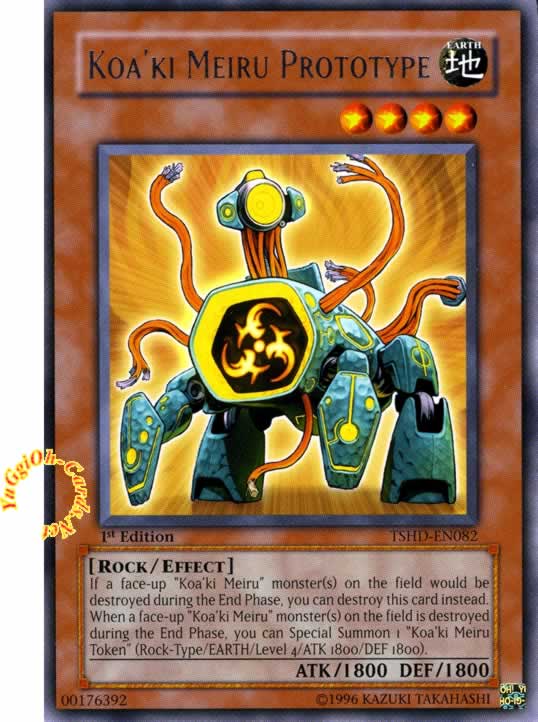 KOA'KI MEIRU PROTOTYPE
EARTH
地
1st Edition
TSHD-EN082
[ROCK/EFFECT]
If a face-up "Koa'ki Meiru" monster(s) on the field would be
destroyed during the End Phase, you can destroy this card instead.
When a face-up "Koa'ki Meiru" monster(s) on the field is destroyed
during the End Phase, you can Special Summon 1 "Koa'ki Meiru
Token" (Rock-Type/EARTH/Level 4/ATK 1800/DEF 1800).
ATK/1800 DEF/1800
00176392
©1996 KAZUKI TAKAHASHI
YuGgiOh-Cards.Net